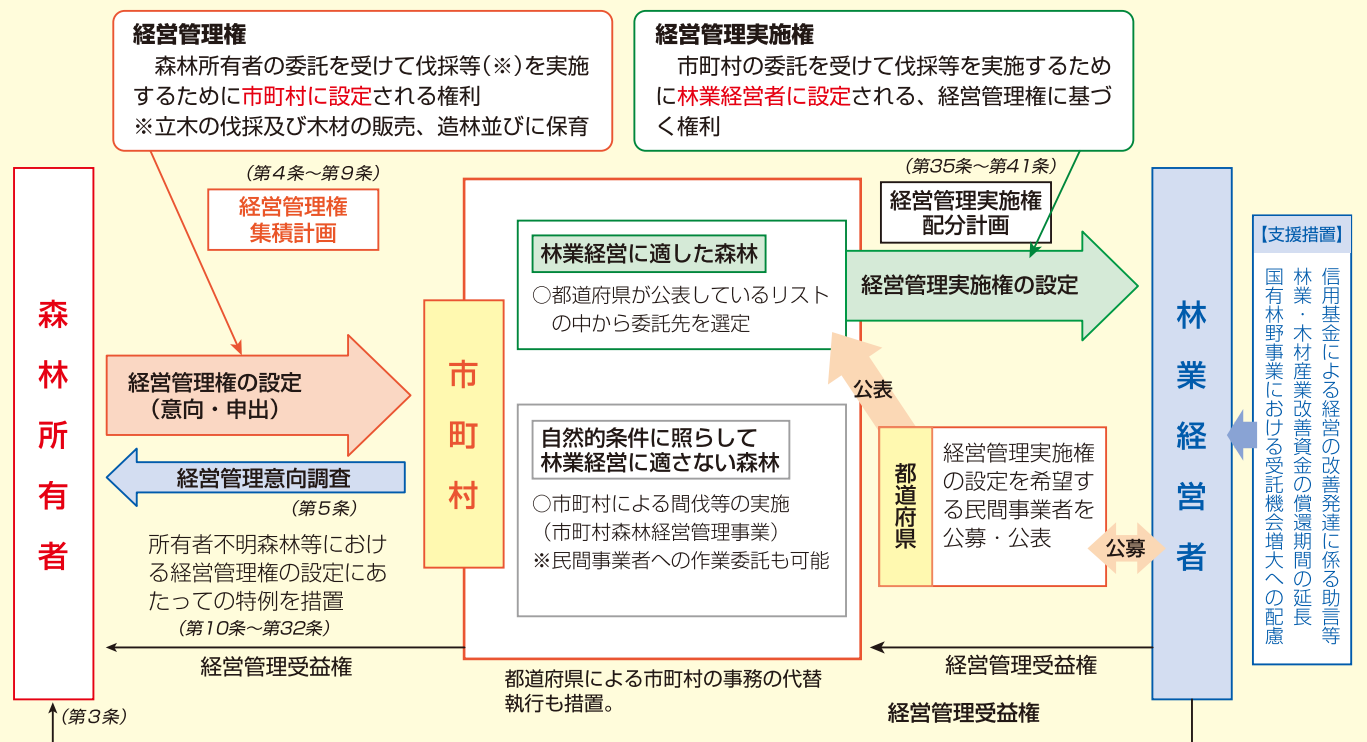 経営管理権
森林所有者の委託を受けて伐採等(※)を実施
するために市町村に設定される権利
※立木の伐採及び木材の販売、造林並びに保育
経営管理実施権
市町村の委託を受けて伐採等を実施するため
に林業経営者に設定される、経営管理権に基づ
く権利
(第4条〜第9条)
経営管理権
集積計画
(第35条〜第41条)
経営管理実施権
配分計画
森林所有者
経営管理権の設定
(意向・申出)
経営管理意向調査
(第5条)
所有者不明森林等におけ
る経営管理権の設定にあ
たっての特例を措置
(第10条〜第32条)
経営管理受益権
(第3条)
市町村
林業経営に適した森林
○都道府県が公表しているリスト
の中から委託先を選定
自然的条件に照らして
林業経営に適さない森林
○市町村による間伐等の実施
(市町村森林経営管理事業)
※民間事業者への作業委託も可能
都道府県による市町村の事務の代替
執行も措置。
経営管理実施権の設定
公表
都道府県
経営管理実施権
の設定を希望す
る民間事業者を
公募・公表
公募
経営管理受益権
経営管理受益権
林業経営者
【支援措置】
信用基金による経営の改善発達に係る助言等
林業・木材産業改善資金の償還期間の延長
国有林野事業における受託機会増大への配慮